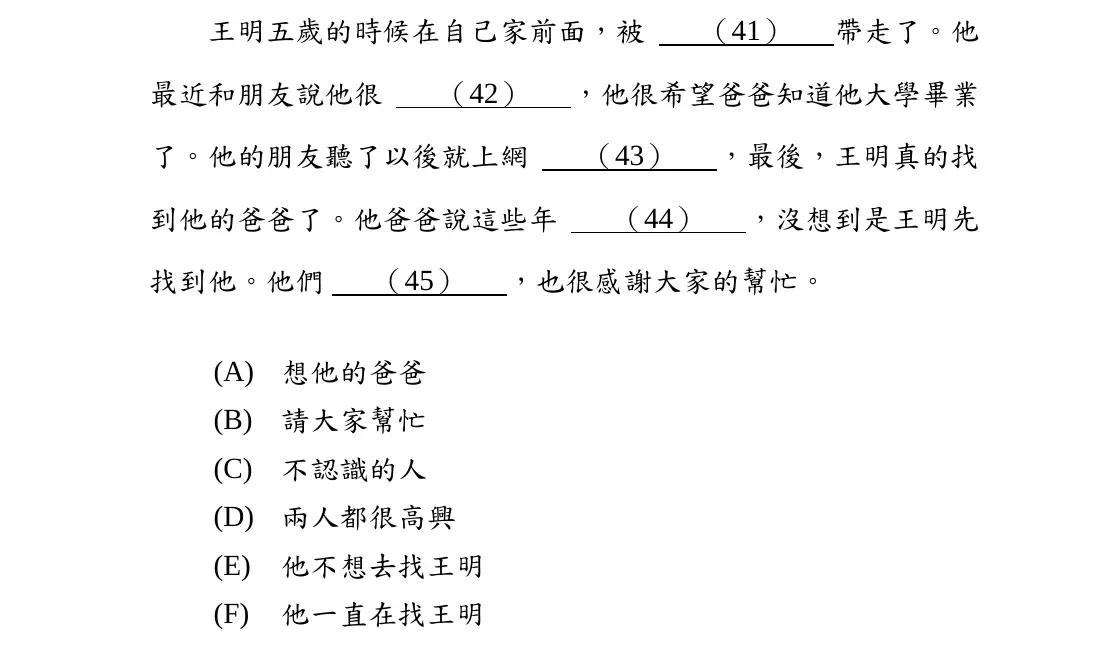 王明五歲的時候在自己家前面，被 （41） 帶走了。他
最近和朋友說他很 （42） ，他很希望爸爸知道他大學畢業
了。他的朋友聽了以後就上網 （43） ，最後，王明真的找
到他的爸爸了。他爸爸說這些年 （44） ，沒想到是王明先
找到他。他們 （45） ，也很感謝大家的幫忙。
(A) 想他的爸爸
(B) 請大家幫忙
(C) 不認識的人
(D) 兩人都很高興
(E) 他不想去找王明
(F) 他一直在找王明